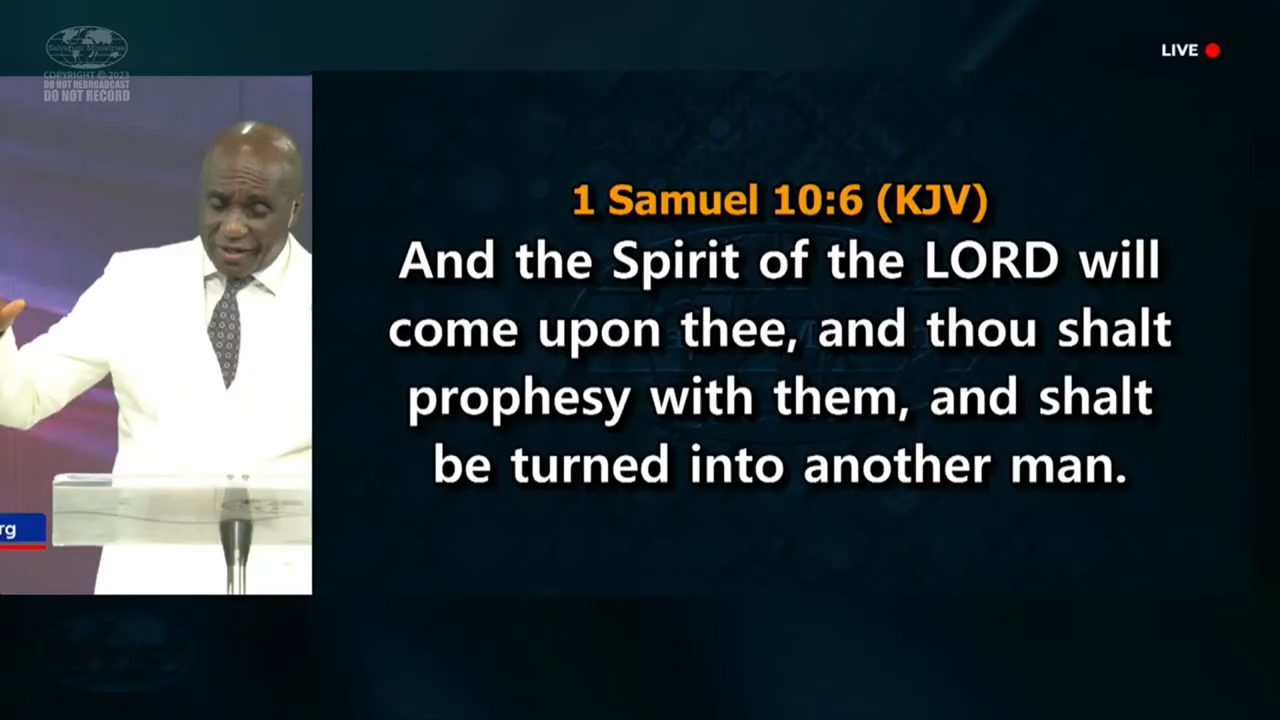 Salvation Ministries
COPYRIGHT © 2023
DO NOT REBROADCAST
DO NOT RECORD
LIVE
1 Samuel 10:6 (KJV)
And the Spirit of the LORD will
come upon thee, and thou shalt
prophesy with them, and shalt
be turned into another man.
rg